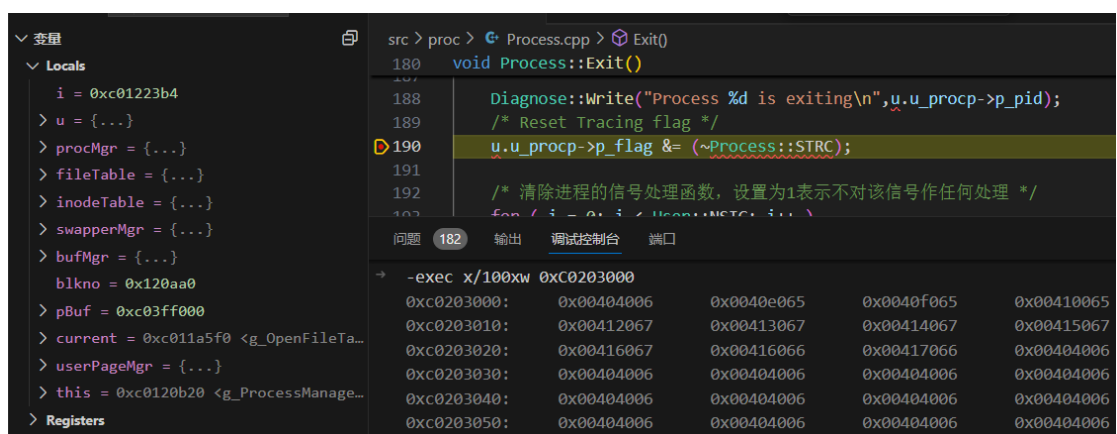 变量
Locals
i = 0xc01223b4
u = {...}
procMgr = {...}
fileTable = {...}
inodeTable = {...}
swapperMgr = {...}
bufMgr = {...}
blkno = 0x120aa0
pBuf = 0xc03ff000
current = 0xc011a5f0 <g_OpenFileTa...
userPageMgr = {...}
this = 0xc0120b20 <g_ProcessManage...
Registers
src > proc > Process.cpp > Exit()
180 void Process::Exit()
187
188 Diagnose::Write("Process %d is exiting\n",u.u_procp->p_pid);
189 /* Reset Tracing flag */
190 u.u_procp->p_flag &= (~Process::STRC);
191
192 /* 清除进程的信号处理函数，设置为1表示不对该信号作任何处理 */
193 for ( i = 0; i < User::NSIG; i++ )
问题 182 输出 调试控制台 端口
-exec x/100xw 0xC0203000
0xc0203000: 0x00404006 0x0040e065 0x0040f065 0x00410065
0xc0203010: 0x00412067 0x00413067 0x00414067 0x00415067
0xc0203020: 0x00416067 0x00416066 0x00417066 0x00404006
0xc0203030: 0x00404006 0x00404006 0x00404006 0x00404006
0xc0203040: 0x00404006 0x00404006 0x00404006 0x00404006
0xc0203050: 0x00404006 0x00404006 0x00404006 0x00404006